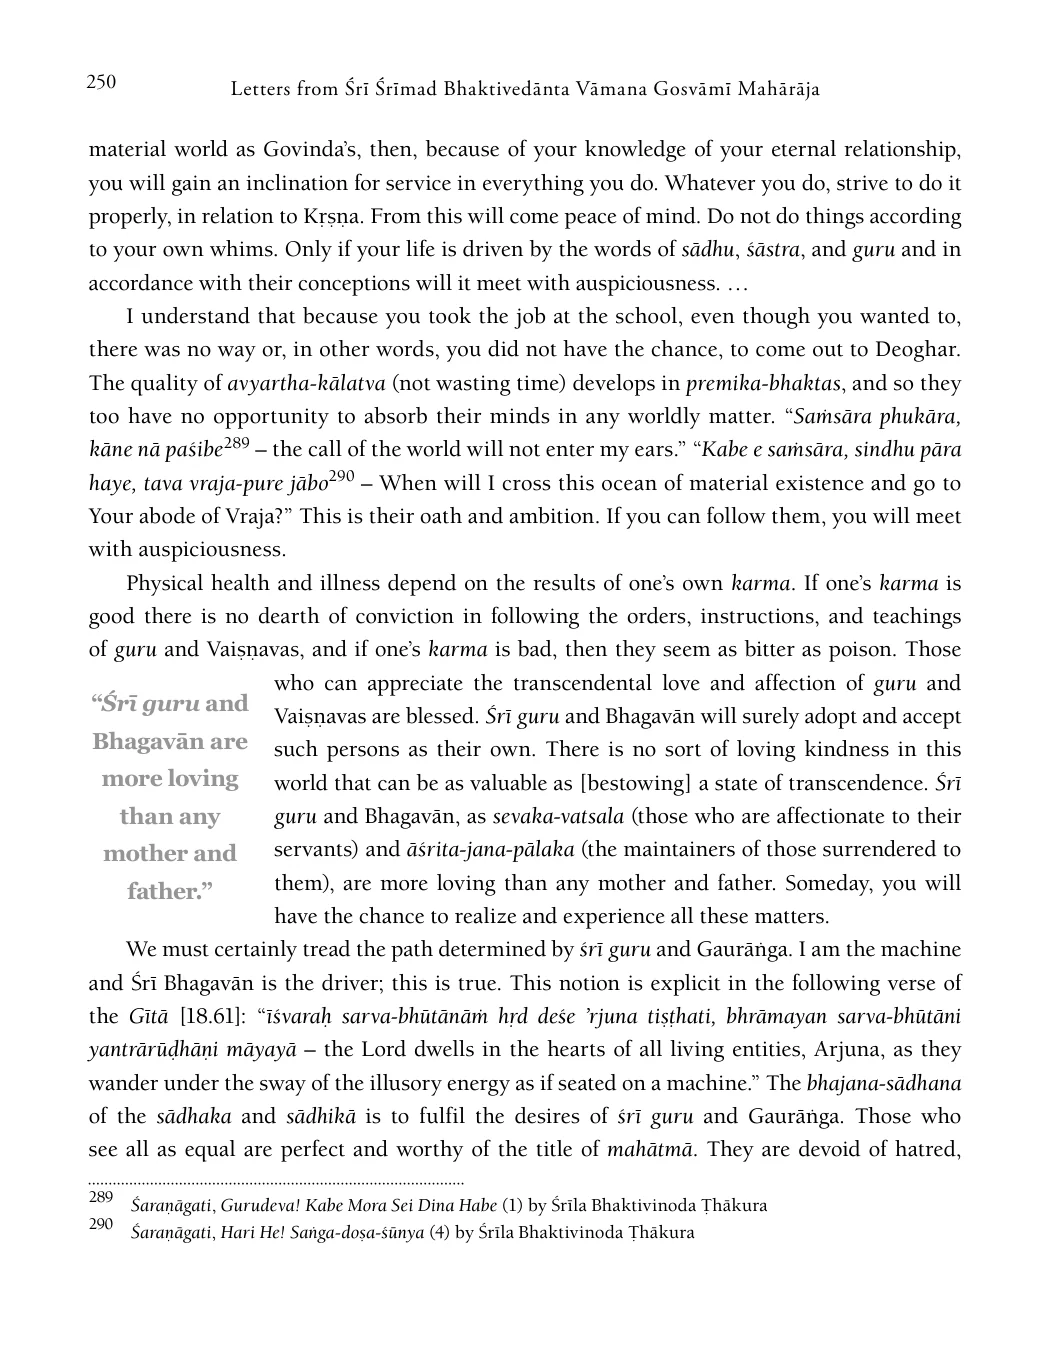 250
Letters from Śrī Śrīmad Bhaktivedānta Vāmana Gosvāmī Mahārāja
material world as Govinda’s, then, because of your knowledge of your eternal relationship,
you will gain an inclination for service in everything you do. Whatever you do, strive to do it
properly, in relation to Kṛṣṇa. From this will come peace of mind. Do not do things according
to your own whims. Only if your life is driven by the words of sādhu, śāstra, and guru and in
accordance with their conceptions will it meet with auspiciousness. …
I understand that because you took the job at the school, even though you wanted to,
there was no way or, in other words, you did not have the chance, to come out to Deoghar.
The quality of avyartha-kālatva (not wasting time) develops in premika-bhaktas, and so they
too have no opportunity to absorb their minds in any worldly matter. “Saṁsāra phukāra,
kāne nā paśibe289 – the call of the world will not enter my ears.” “Kabe e saṁsāra, sindhu pāra
haye, tava vraja-pure jābo290 – When will I cross this ocean of material existence and go to
Your abode of Vraja?” This is their oath and ambition. If you can follow them, you will meet
with auspiciousness.
Physical health and illness depend on the results of one’s own karma. If one’s karma is
good there is no dearth of conviction in following the orders, instructions, and teachings
of guru and Vaiṣṇavas, and if one’s karma is bad, then they seem as bitter as poison. Those
who can appreciate the transcendental love and affection of guru and
Vaiṣṇavas are blessed. Śrī guru and Bhagavān will surely adopt and accept
such persons as their own. There is no sort of loving kindness in this
world that can be as valuable as [bestowing] a state of transcendence. Śrī
guru and Bhagavān, as sevaka-vatsala (those who are affectionate to their
servants) and āśrita-jana-pālaka (the maintainers of those surrendered to
them), are more loving than any mother and father. Someday, you will
have the chance to realize and experience all these matters.
“Śrī guru and
Bhagavān are
more loving
than any
mother and
father.”
We must certainly tread the path determined by śrī guru and Gaurāṅga. I am the machine
and Śrī Bhagavān is the driver; this is true. This notion is explicit in the following verse of
the Gītā [18.61]: “īśvaraḥ sarva-bhūtānāṁ hṛd deśe ’rjuna tiṣṭhati, bhrāmayan sarva-bhūtāni
yantrārūḍhāṇi māyayā – the Lord dwells in the hearts of all living entities, Arjuna, as they
wander under the sway of the illusory energy as if seated on a machine.” The bhajana-sādhana
of the sādhaka and sādhikā is to fulfil the desires of śrī guru and Gaurāṅga. Those who
see all as equal are perfect and worthy of the title of mahātmā. They are devoid of hatred,
289 Śaraṇāgati, Gurudeva! Kabe Mora Sei Dina Habe (1) by Śrīla Bhaktivinoda Ṭhākura
290 Śaraṇāgati, Hari He! Saṅga-doṣa-śūnya (4) by Śrīla Bhaktivinoda Ṭhākura